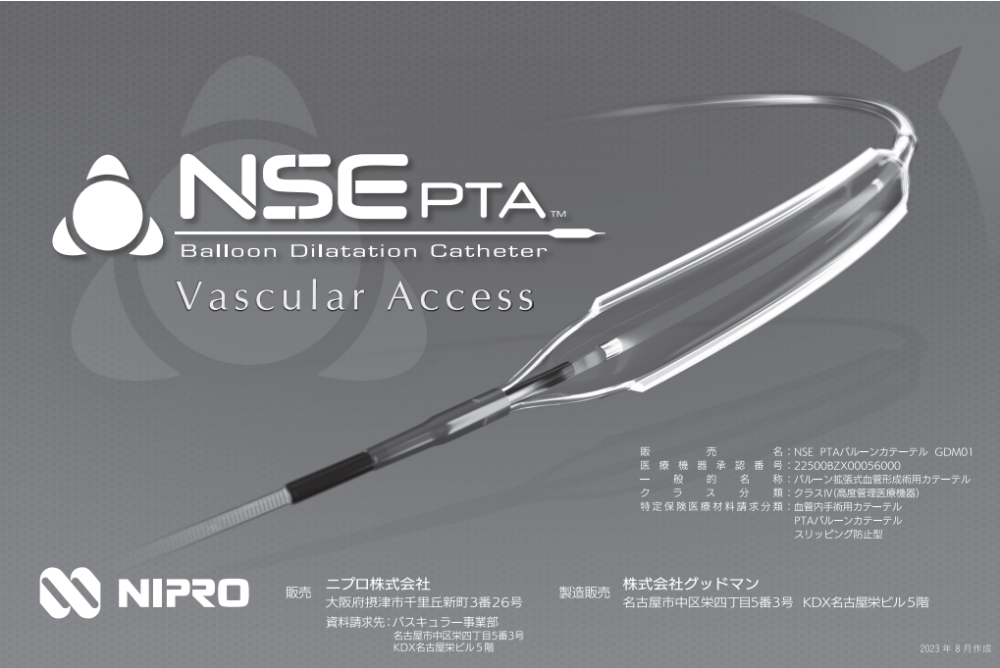 NSE PTA™
Balloon Dilatation Catheter
Vascular Access
販売名：NSE PTAバルーンカテーテル GDM01
医療機器承認番号：22500BZX00056000
一般的名称：バルーン拡張式血管形成術用カテーテル
クラス分類：クラスⅣ(高度管理医療機器)
特定保険医療材料請求分類：血管内手術用カテーテル
PTAバルーンカテーテル
スリッピング防止型
NIPRO
販売 ニプロ株式会社
大阪府摂津市千里丘新町3番26号
資料請求先：バスキュラー事業部
名古屋市中区栄四丁目5番3号
KDX名古屋栄ビル5階
製造販売 株式会社グッドマン
名古屋市中区栄四丁目5番3号 KDX名古屋栄ビル5階
2023年8月作成